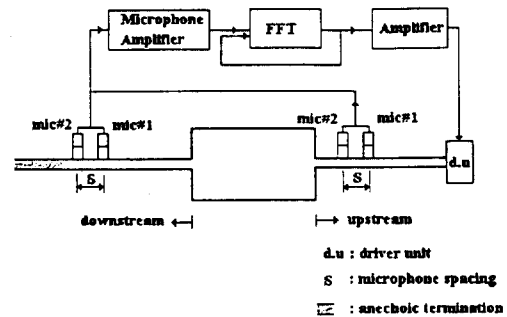 Microphone
Amplifier
FFT
Amplifier
mic#2
mic#1
mic#2
mic#1
d.u
S
S
downstream
upstream
d.u : driver unit
S : microphone spacing
: anechoic termination